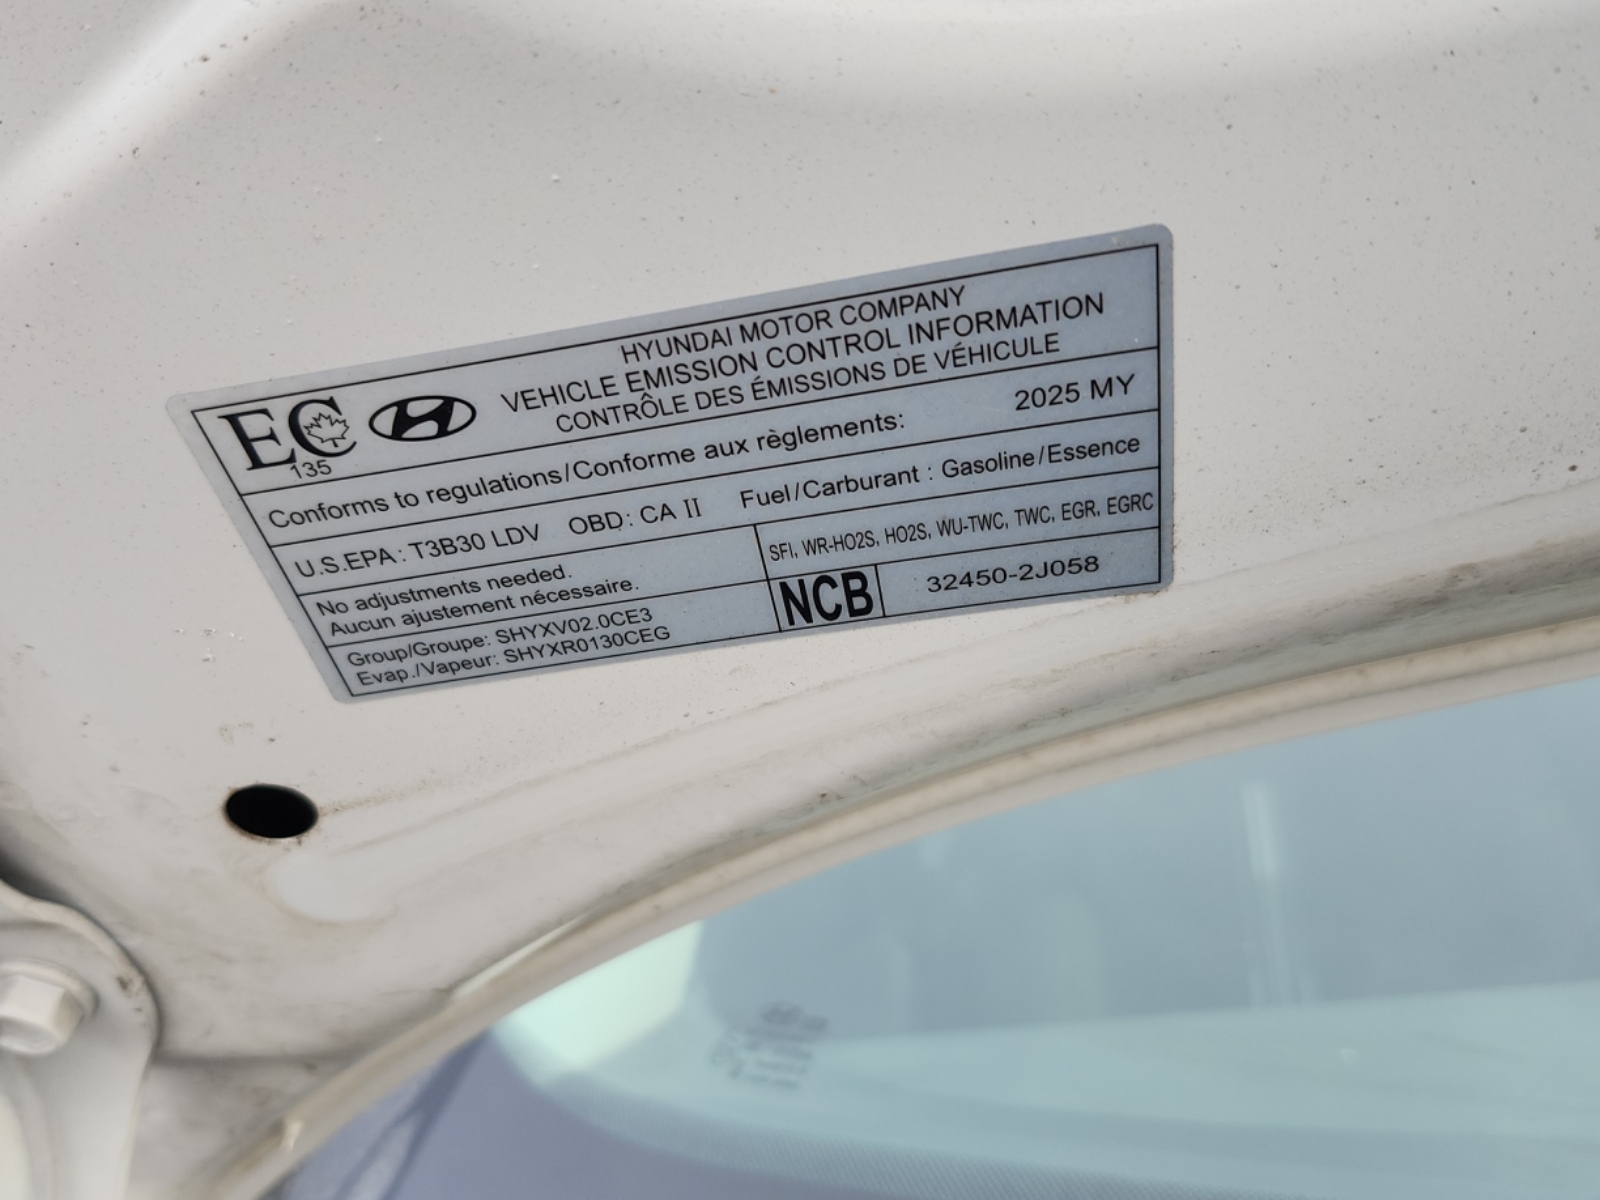 EC
135
HYUNDAI MOTOR COMPANY
VEHICLE EMISSION CONTROL INFORMATION
CONTRÔLE DES ÉMISSIONS DE VÉHICULE
Conforms to regulations/Conforme aux règlements: 2025 MY
U.S.EPA: T3B30 LDV OBD: CA II Fuel/Carburant : Gasoline/Essence
No adjustments needed.
Aucun ajustement nécessaire.
SFI, WR-HO2S, HO2S, WU-TWC, TWC, EGR, EGRC
Group/Groupe: SHYXV02.0CE3
Evap./Vapeur: SHYXR0130CEG
NCB
32450-2J058